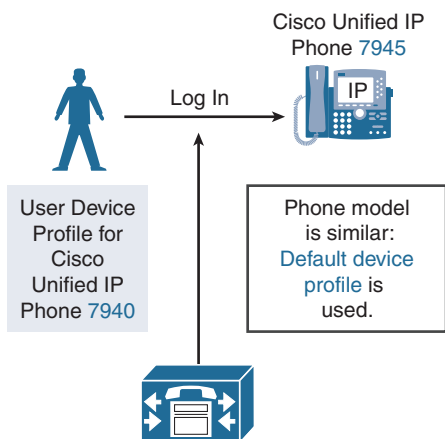 Cisco Unified IP
Phone 7945
Log In
IP
User Device
Profile for
Cisco
Unified IP
Phone 7940
Phone model
is similar:
Default device
profile is
used.